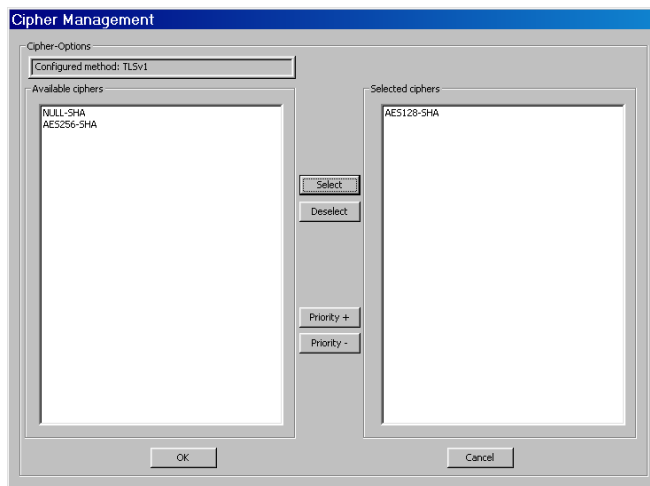 Cipher Management
Cipher-Options
Configured method: TLSv1
Available ciphers
NULL-SHA
AES256-SHA
Select
Deselect
Priority +
Priority -
Selected ciphers
AES128-SHA
OK
Cancel